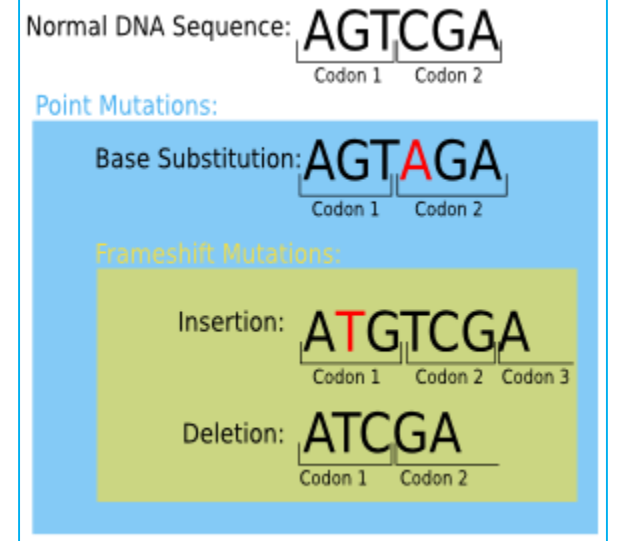 Normal DNA Sequence: AGTCGA
Codon 1 Codon 2
Point Mutations:
Base Substitution: AGTAGA
Codon 1 Codon 2
Frameshift Mutations:
Insertion: ATGTCGA
Codon 1 Codon 2 Codon 3
Deletion: ATCGA
Codon 1 Codon 2